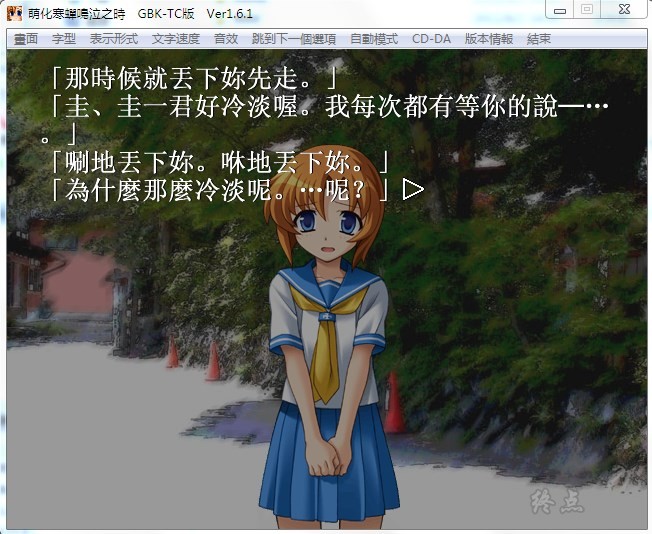 萌化寒蟬鳴泣之時 GBK-TC版 Ver1.6.1
畫面 字型 表示形式 文字速度 音效 跳到下一個選項 自動模式 CD-DA 版本情報 結束
「那時候就丟下妳先走。」
「圭、圭一君好冷淡喔。我每次都有等你的說─…
。」
「唰地丟下妳。咻地丟下妳。」
「為什麼那麼冷淡呢。…呢？」▷
终点